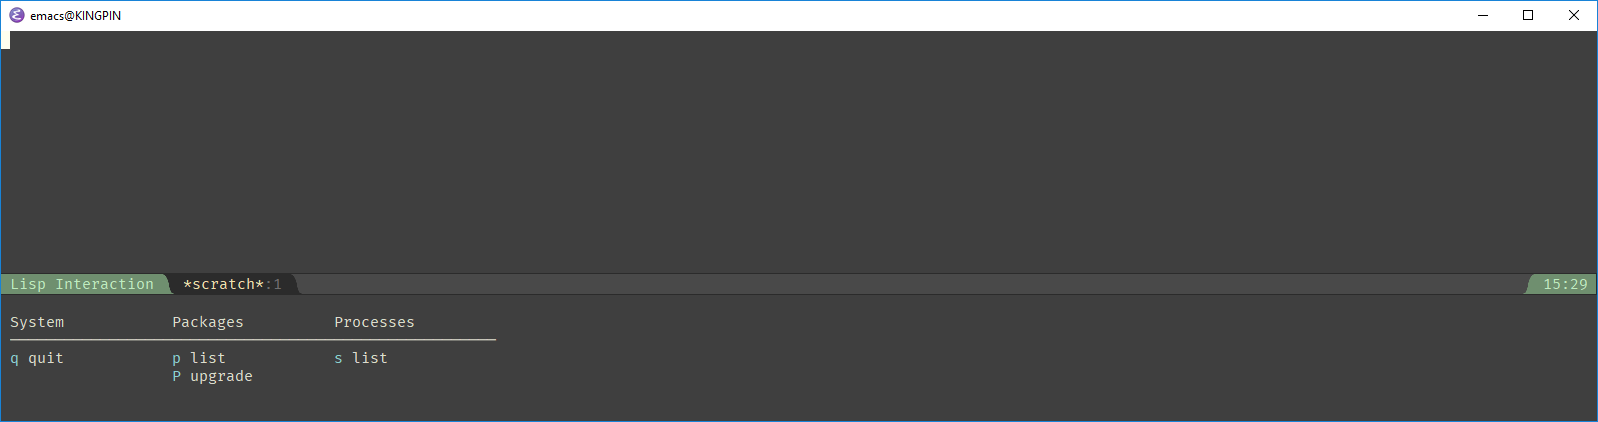 emacs@KINGPIN
Lisp Interaction *scratch*:1 15:29
System Packages Processes
q quit p list s list
P upgrade